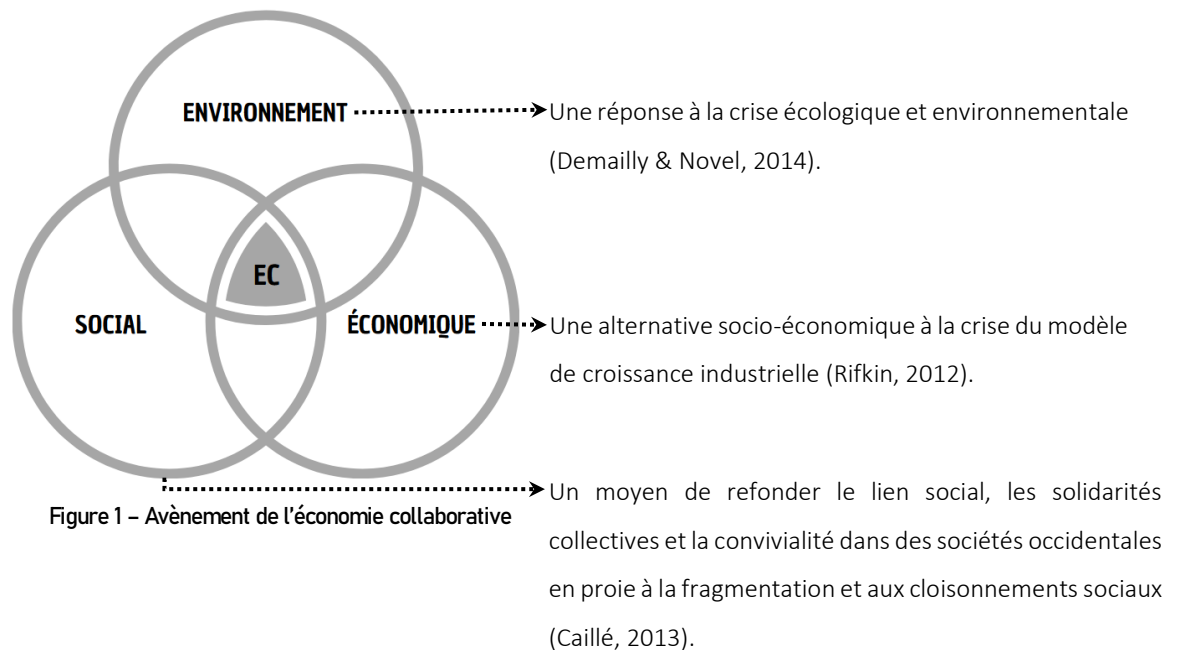 ENVIRONNEMENT
Une réponse à la crise écologique et environnementale
(Demailly & Novel, 2014).
EC
SOCIAL
ÉCONOMIQUE
Une alternative socio-économique à la crise du modèle
de croissance industrielle (Rifkin, 2012).
Un moyen de refonder le lien social, les solidarités
collectives et la convivialité dans des sociétés occidentales
en proie à la fragmentation et aux cloisonnements sociaux
(Caillé, 2013).
Figure 1 – Avènement de l'économie collaborative